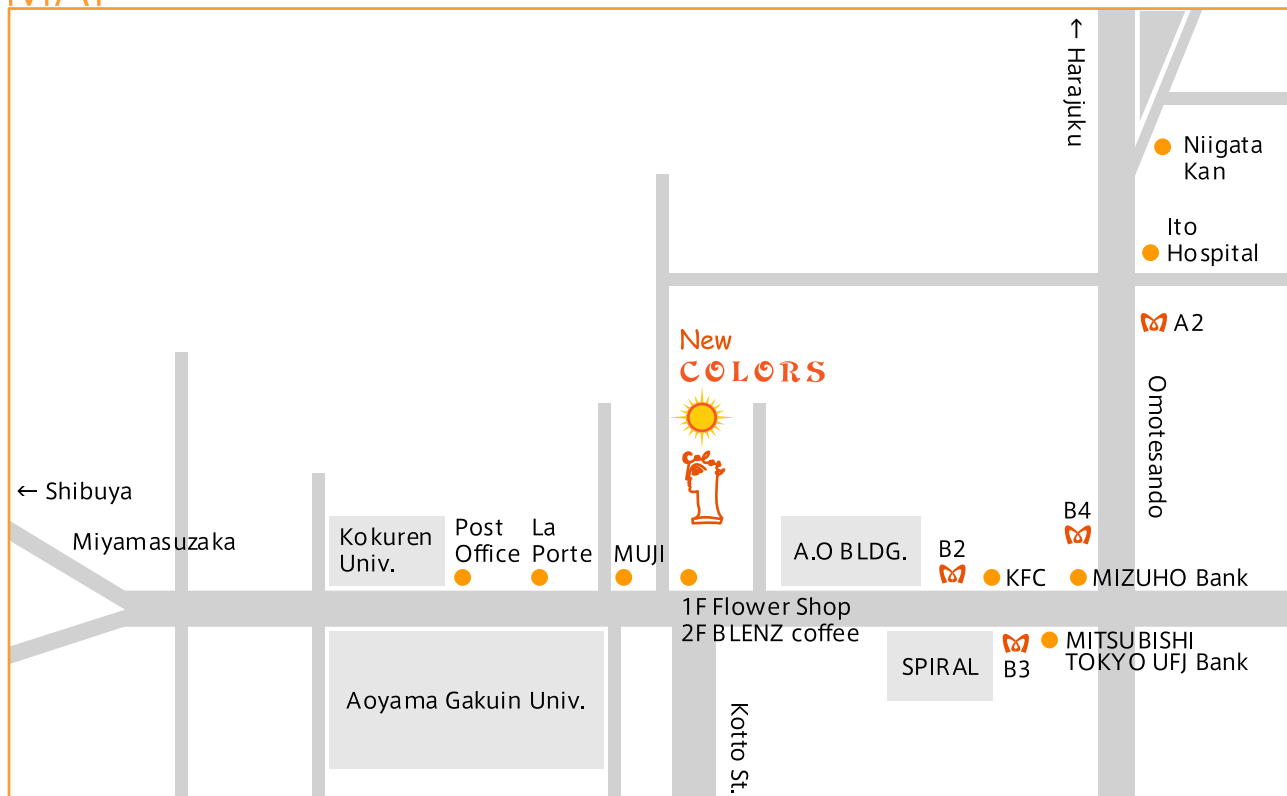 MAP
← Harajuku
Niigata
Kan
Ito
Hospital
A2
New
COLORS
Omotesando
← Shibuya
Miyamasuzaka
Kokuren
Univ.
Post
Office
La
Porte
MUJI
A.O BLDG.
B2
KFC
B4
MIZUHO Bank
1F Flower Shop
2F BLENZ coffee
Aoyama Gakuin Univ.
SPIRAL
B3
MITSUBISHI
TOKYO UFJ Bank
Kotto St.